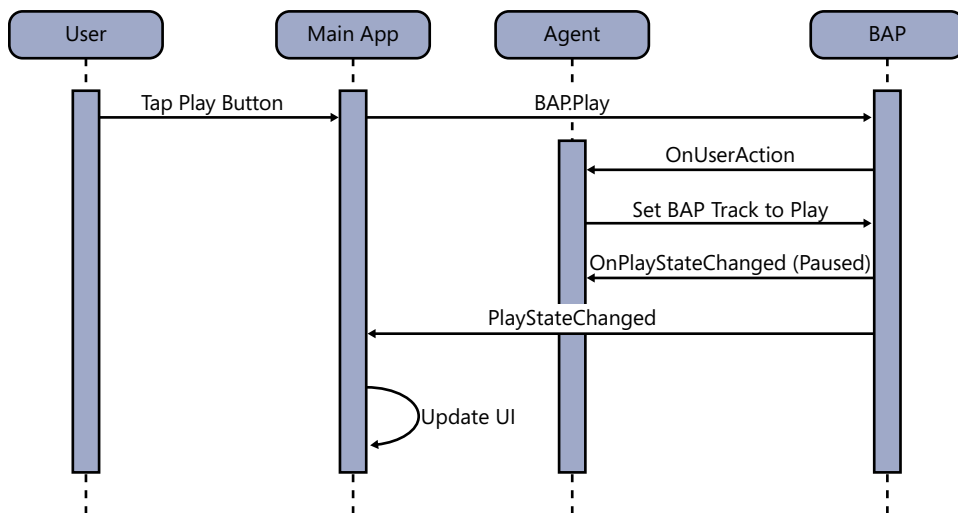 User
Main App
Agent
BAP
Tap Play Button
BAP.Play
OnUserAction
Set BAP Track to Play
OnPlayStateChanged (Paused)
PlayStateChanged
Update UI